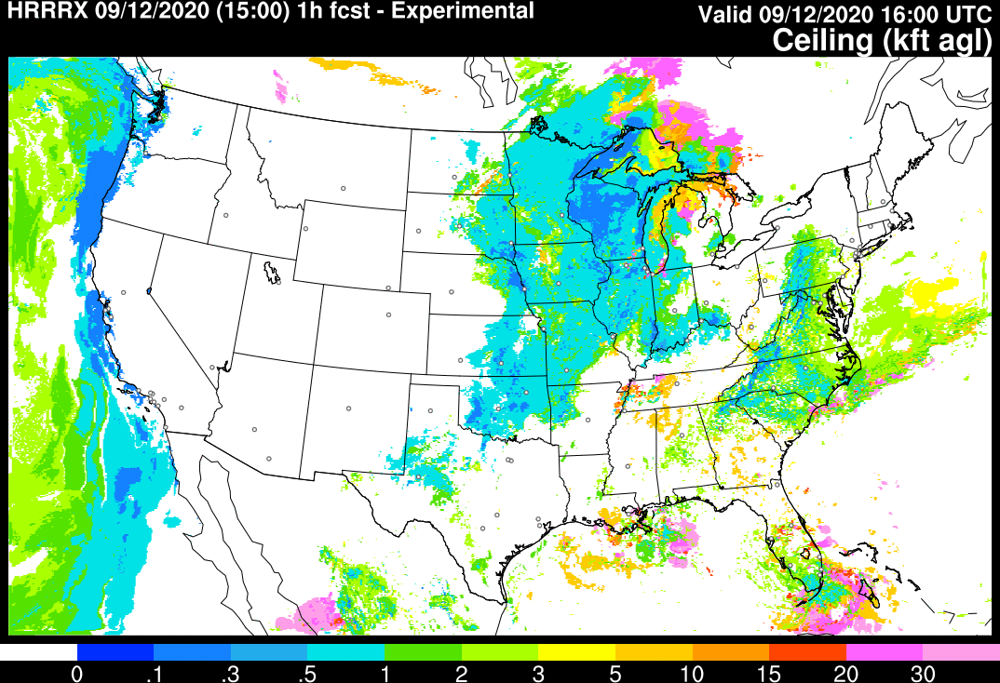 HRRRX 09/12/2020 (15:00) 1h fcst - Experimental
Valid 09/12/2020 16:00 UTC
Ceiling (kft agl)
0 .1 .3 .5 1 2 3 5 10 15 20 30